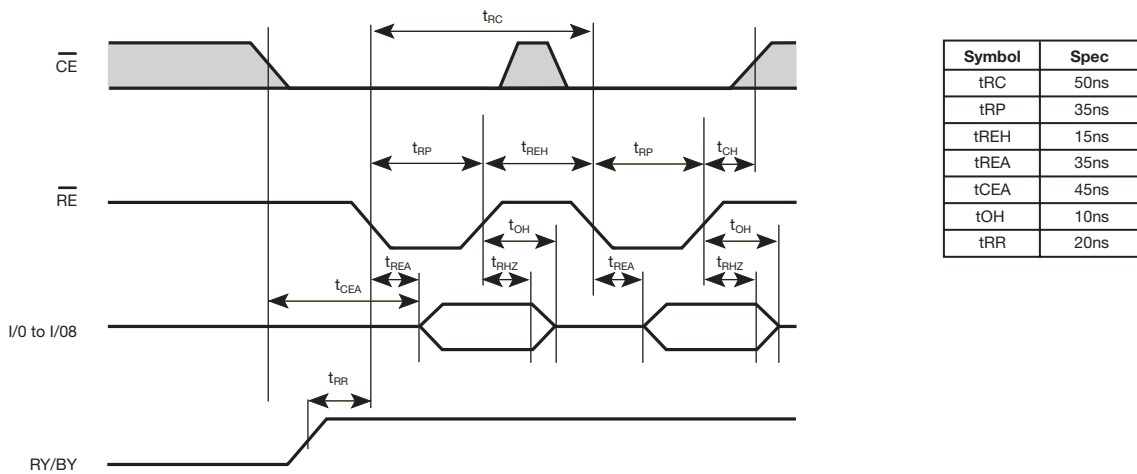 tRC
CE
tRP
tREH
tRP
tCH
RE
tOH
tOH
tREA
tRHZ
tREA
tRHZ
tCEA
I/0 to I/08
tRR
RY/BY
Symbol Spec
tRC 50ns
tRP 35ns
tREH 15ns
tREA 35ns
tCEA 45ns
tOH 10ns
tRR 20ns